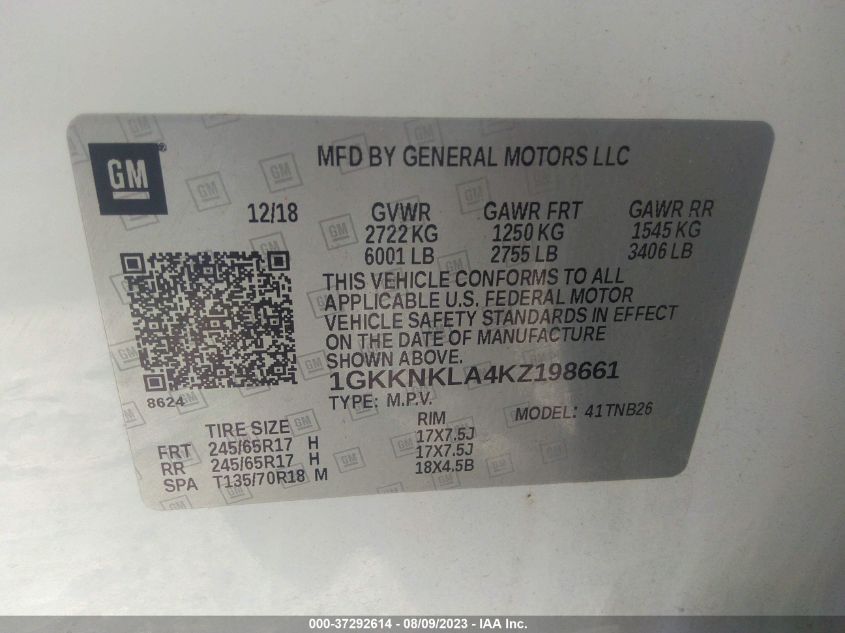 GM
MFD BY GENERAL MOTORS LLC
12/18 GVWR GAWR FRT GAWR RR
2722 KG 1250 KG 1545 KG
6001 LB 2755 LB 3406 LB
THIS VEHICLE CONFORMS TO ALL
APPLICABLE U.S. FEDERAL MOTOR
VEHICLE SAFETY STANDARDS IN EFFECT
ON THE DATE OF MANUFACTURE
SHOWN ABOVE.
1GKKNKLA4KZ198661
8624
TYPE: M.P.V. MODEL: 41TNB26
TIRE SIZE RIM
FRT 245/65R17 H 17X7.5J
RR 245/65R17 H 17X7.5J
SPA T135/70R18 M 18X4.5B
000-37292614 - 08/09/2023 - IAA Inc.